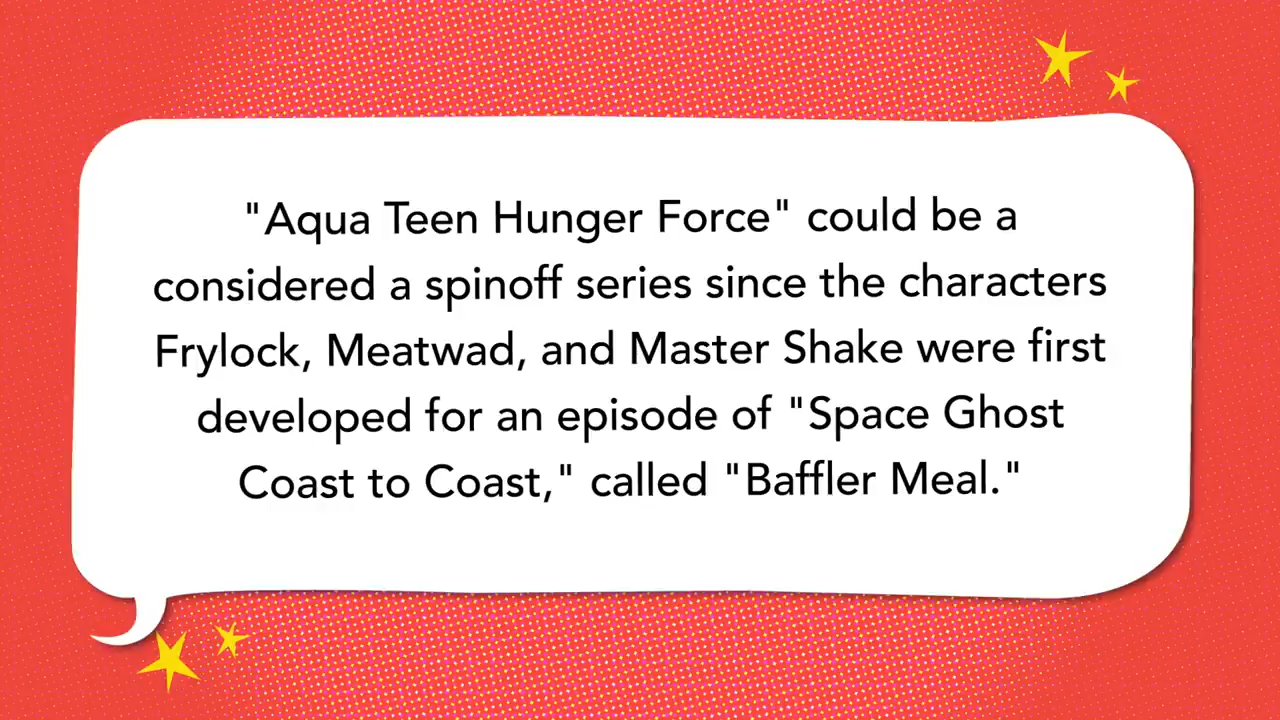 "Aqua Teen Hunger Force" could be a
considered a spinoff series since the characters
Frylock, Meatwad, and Master Shake were first
developed for an episode of "Space Ghost
Coast to Coast," called "Baffler Meal."